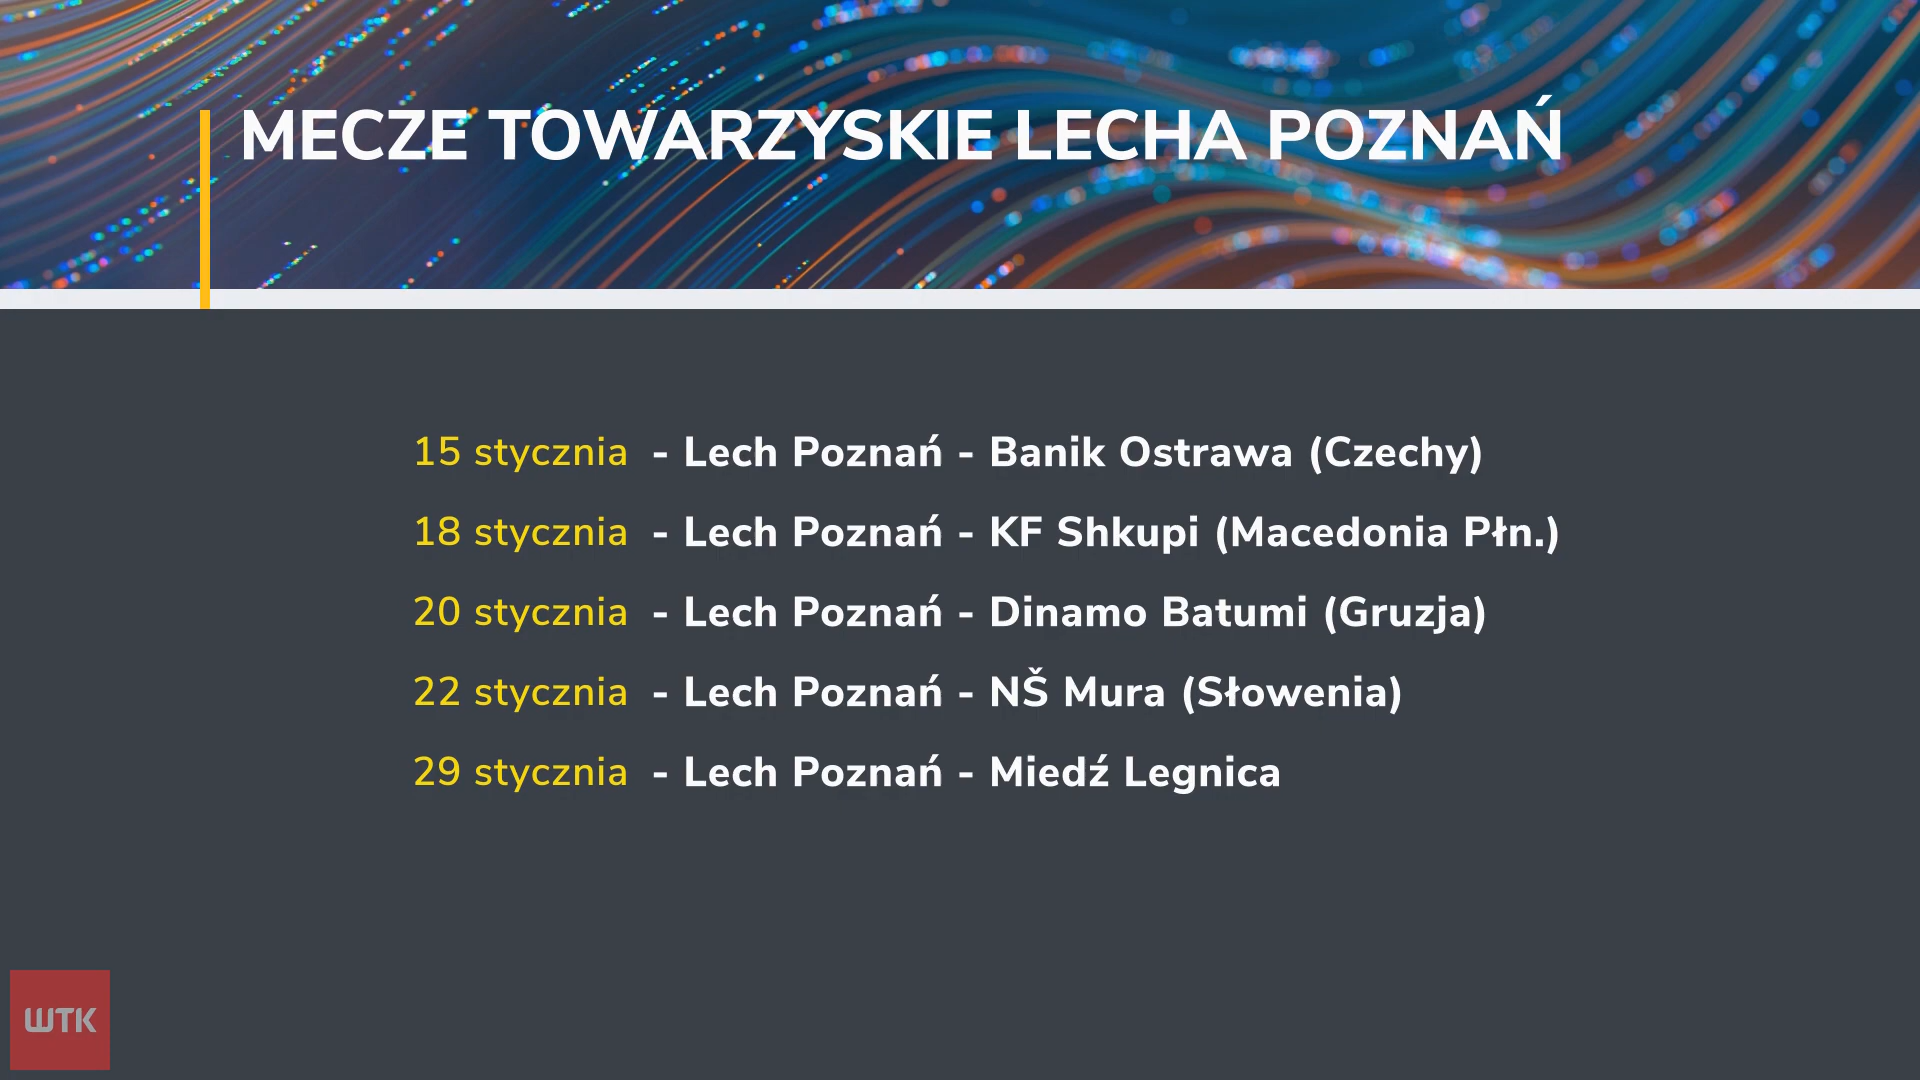 MECZE TOWARZYSKIE LECHA POZNAŃ
15 stycznia - Lech Poznań - Banik Ostrawa (Czechy)
18 stycznia - Lech Poznań - KF Shkupi (Macedonia Płn.)
20 stycznia - Lech Poznań - Dinamo Batumi (Gruzja)
22 stycznia - Lech Poznań - NŠ Mura (Słowenia)
29 stycznia - Lech Poznań - Miedź Legnica
WTK